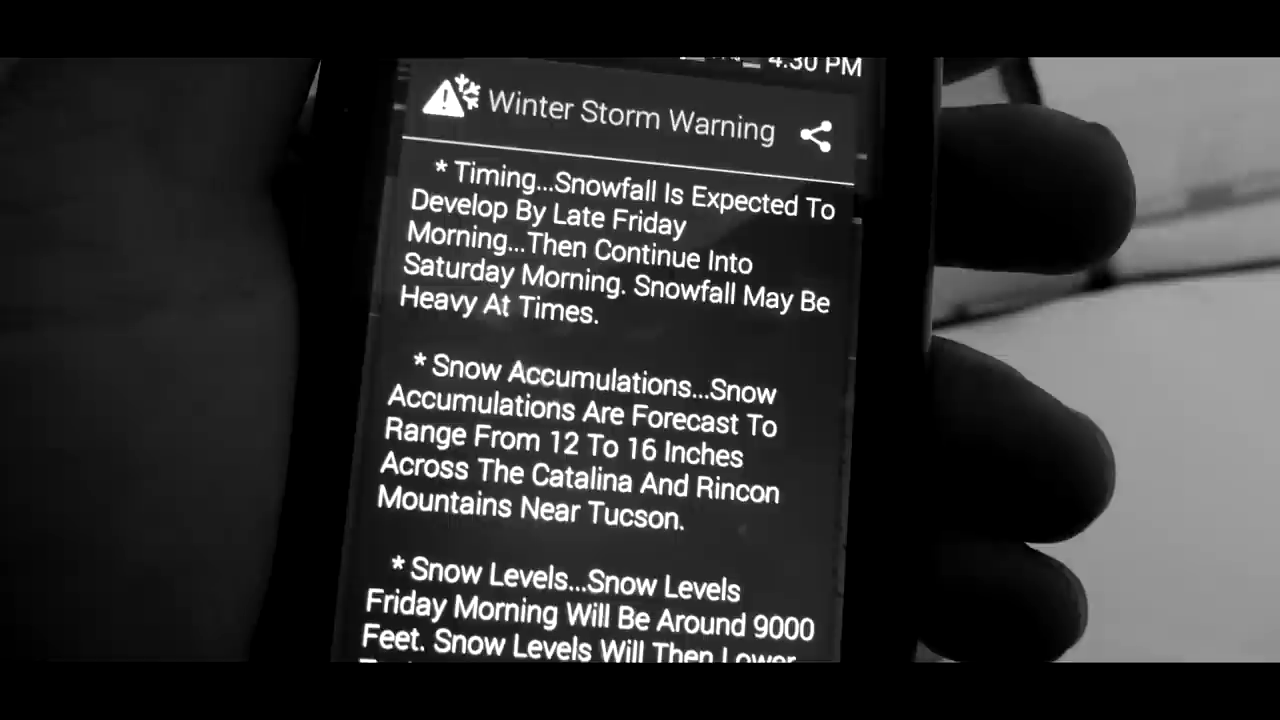 4:30 PM
Winter Storm Warning
* Timing...Snowfall Is Expected To
Develop By Late Friday
Morning...Then Continue Into
Saturday Morning. Snowfall May Be
Heavy At Times.
* Snow Accumulations...Snow
Accumulations Are Forecast To
Range From 12 To 16 Inches
Across The Catalina And Rincon
Mountains Near Tucson.
* Snow Levels...Snow Levels
Friday Morning Will Be Around 9000
Feet. Snow Levels Will Then Lower